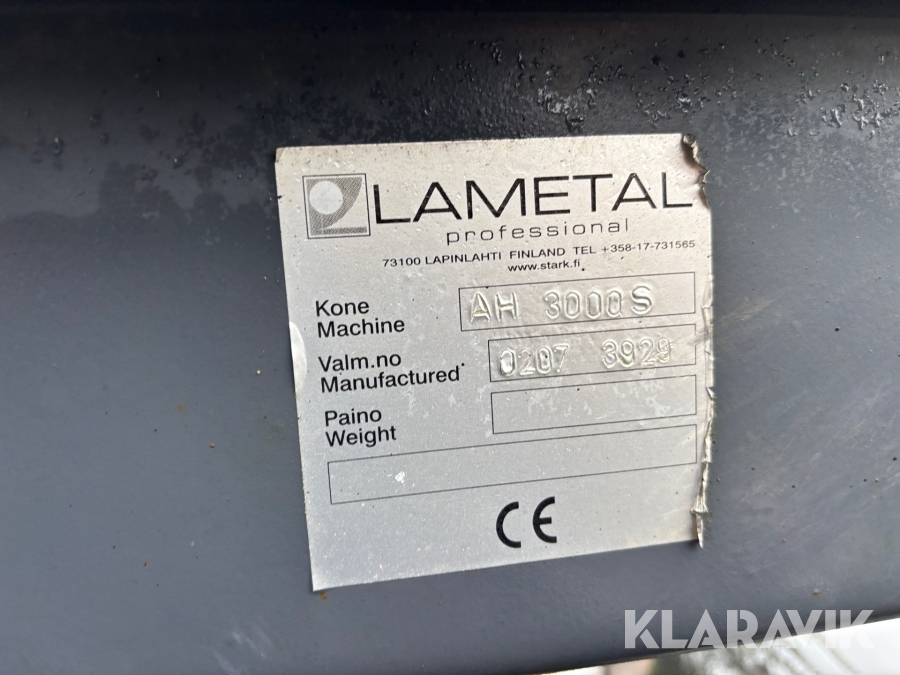 LAMETAL
professional
73100 LAPINLAHTI FINLAND TEL +358-17-731565
www.stark.fi
Kone
Machine
AH 3000S
Valm.no
Manufactured
0207 3929
Paino
Weight
CE
KLARAVIK